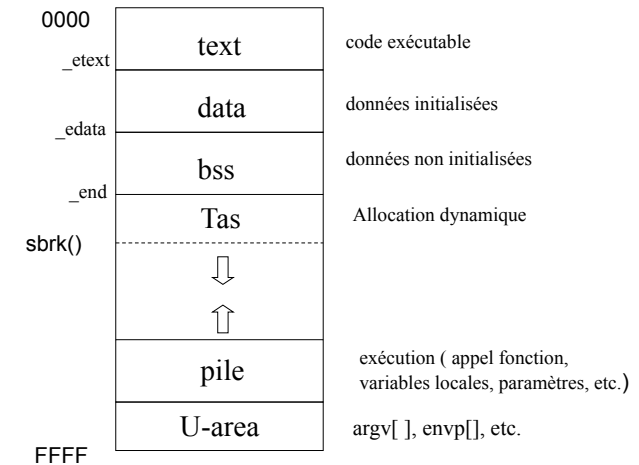 0000
text
code exécutable
_etext
data
données initialisées
_edata
bss
données non initialisées
_end
Tas
Allocation dynamique
sbrk()
pile
exécution ( appel fonction,
variables locales, paramètres, etc.)
U-area
argv[ ], envp[], etc.
FFFF